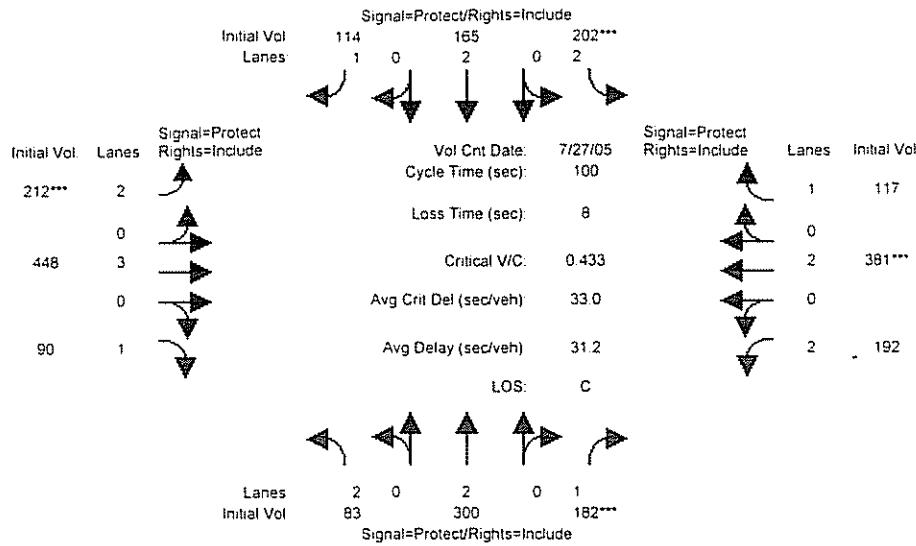 Signal=Protect/Rights=Include
Initial Vol 114 165 202***
Lanes: 1 0 2 0 2
Signal=Protect
Initial Vol. Lanes Rights=Include
212*** 2
0
448 3
0
90 1
Vol Cnt Date: 7/27/05
Cycle Time (sec): 100
Loss Time (sec): 8
Critical V/C: 0.433
Avg Crit Del (sec/veh): 33.0
Avg Delay (sec/veh) 31.2
LOS: C
Signal=Protect
Rights=Include Lanes Initial Vol
1 117
0
2 381***
0
2 192
Lanes 2 0 2 0 1
Initial Vol 83 300 182***
Signal=Protect/Rights=Include